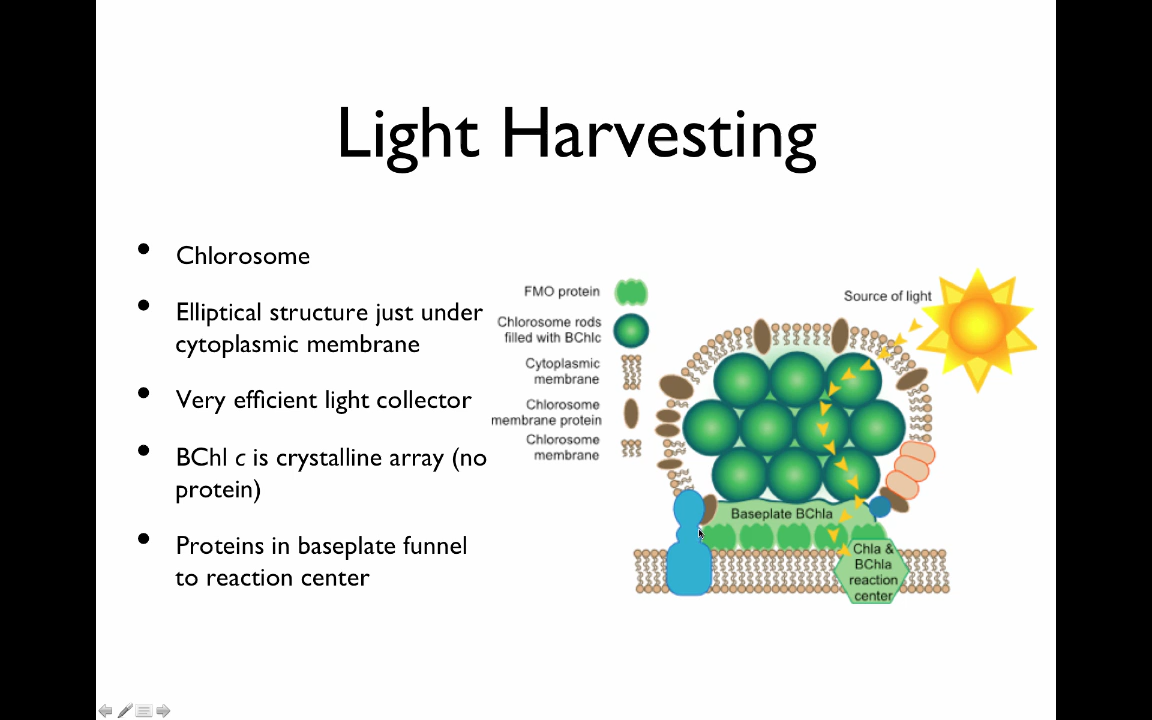 Light Harvesting
• Chlorosome
• Elliptical structure just under
cytoplasmic membrane
• Very efficient light collector
• BChl c is crystalline array (no
protein)
• Proteins in baseplate funnel
to reaction center
FMO protein
Chlorosome rods
filled with BChlc
Cytoplasmic
membrane
Chlorosome
membrane protein
Chlorosome
membrane
Source of light
Baseplate BChla
Chla &
BChla
reaction
center